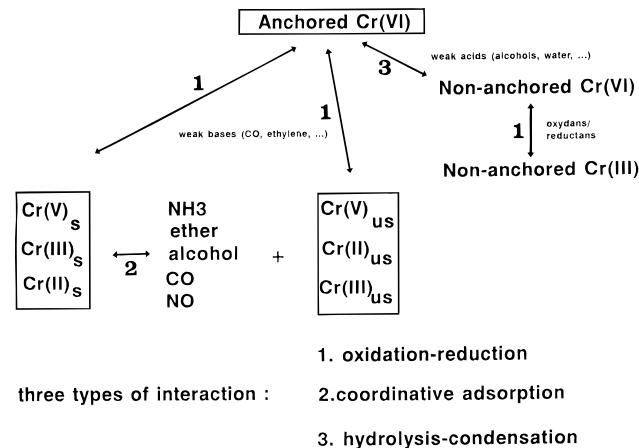 Anchored Cr(VI)
weak acids (alcohols, water, ...)
3
Non-anchored Cr(VI)
1
1
weak bases (CO, ethylene, ...)
1
oxydans/
reductans
Non-anchored Cr(III)
Cr(V)s
Cr(III)s
Cr(II)s
2
NH3
ether
alcohol
CO
NO
+
Cr(V)us
Cr(II)us
Cr(III)us
1. oxidation-reduction
three types of interaction :
2.coordinative adsorption
3. hydrolysis-condensation